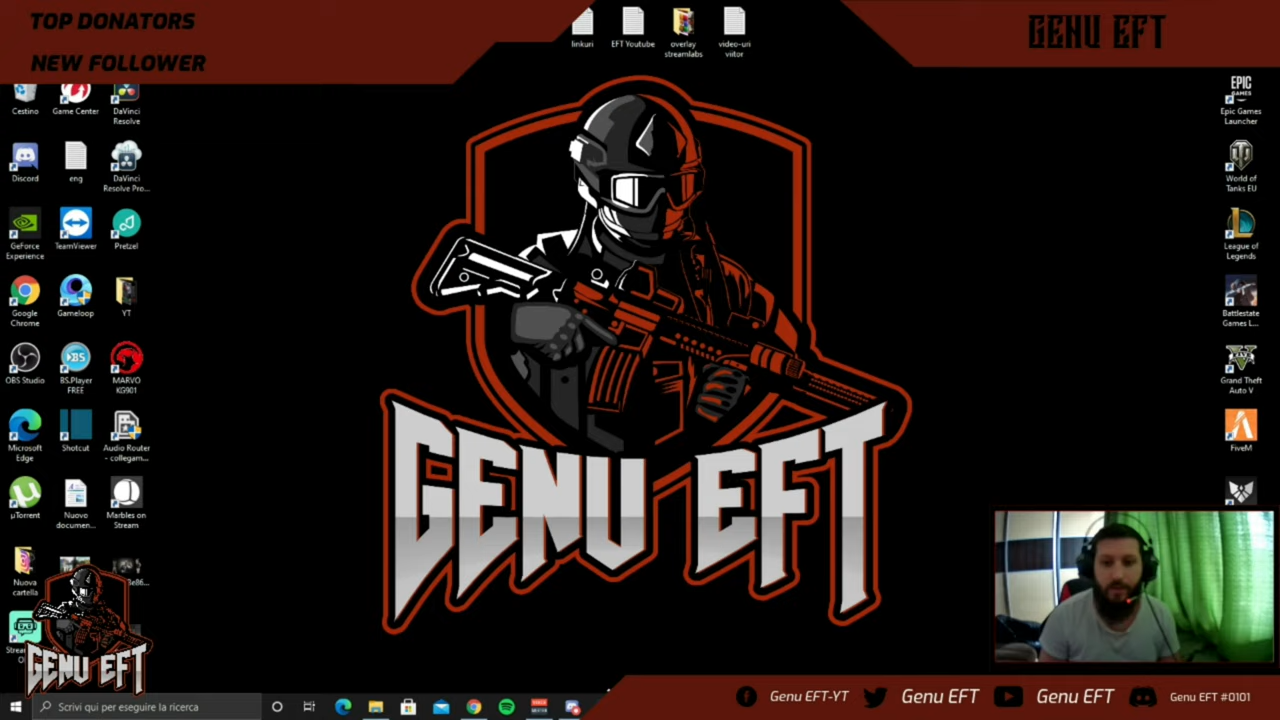 TOP DONATORS
NEW FOLLOWER
GENU EFT
linkuri
EFT Youtube
overlay streamlabs
video-uri viitor
Cestino
Game Center
DaVinci Resolve
Discord
eng
DaVinci Resolve Pro...
GeForce Experience
TeamViewer
Pretzel
Google Chrome
Gameloop
YT
OBS Studio
BS.Player FREE
MARVO KG901
Microsoft Edge
Shotcut
Audio Router - collegam...
µTorrent
Nuovo documen...
Marbles on Stream
Nuova cartella
EPIC GAMES
Epic Games Launcher
World of Tanks EU
League of Legends
Battlestate Games L...
Grand Theft Auto V
FiveM
GENU EFT
GENU EFT
Scrivi qui per eseguire la ricerca
Genu EFT-YT
Genu EFT
Genu EFT
Genu EFT #0101